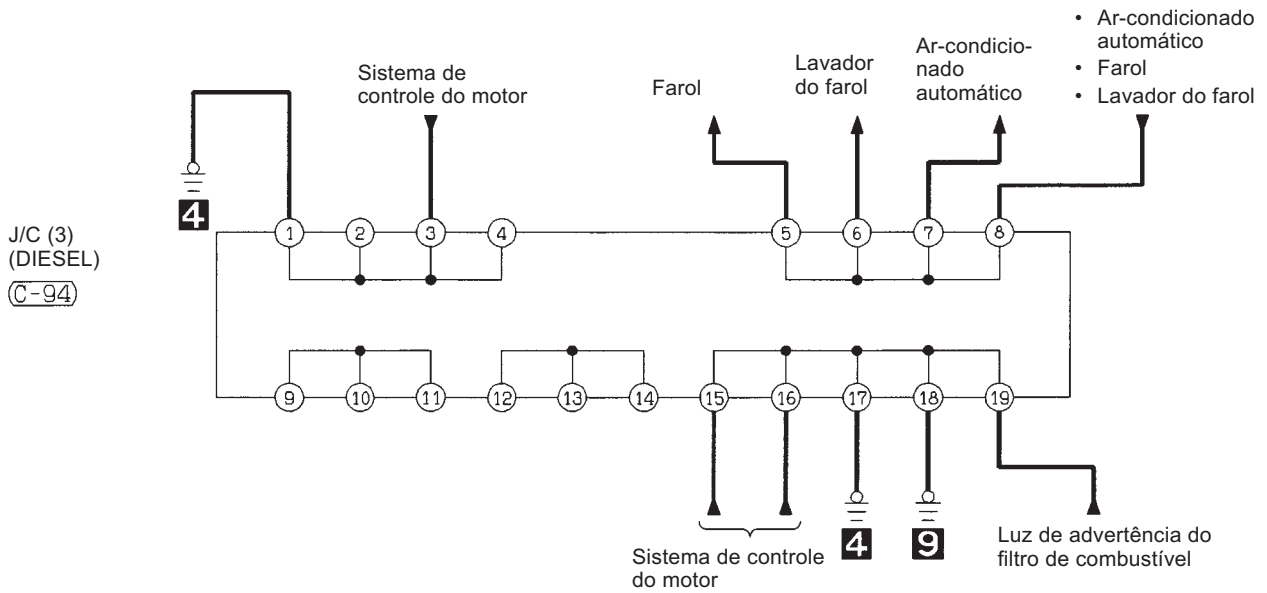 • Ar-condicionado
automático
• Farol
• Lavador do farol
Ar-condicio-
nado
automático
Lavador
do farol
Farol
Sistema de
controle do motor
4
J/C (3)
(DIESEL)
C-94
1 2 3 4 5 6 7 8
9 10 11 12 13 14 15 16 17 18 19
4 9
Sistema de controle
do motor
Luz de advertência do
filtro de combustível